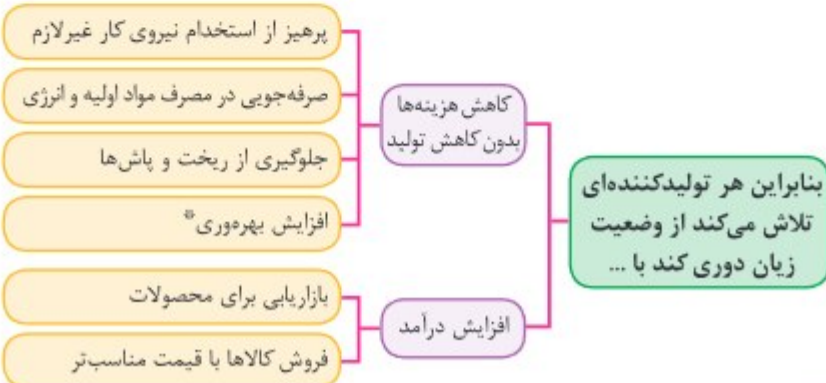 بنابراین هر تولیدکننده‌ای
تلاش می‌کند از وضعیت
زیان دوری کند با ...
کاهش هزینه‌ها
بدون کاهش تولید
پرهیز از استخدام نیروی کار غیرلازم
صرفه‌جویی در مصرف مواد اولیه و انرژی
جلوگیری از ریخت و پاش‌ها
افزایش بهره‌وری*
افزایش درآمد
بازاریابی برای محصولات
فروش کالاها با قیمت مناسب‌تر